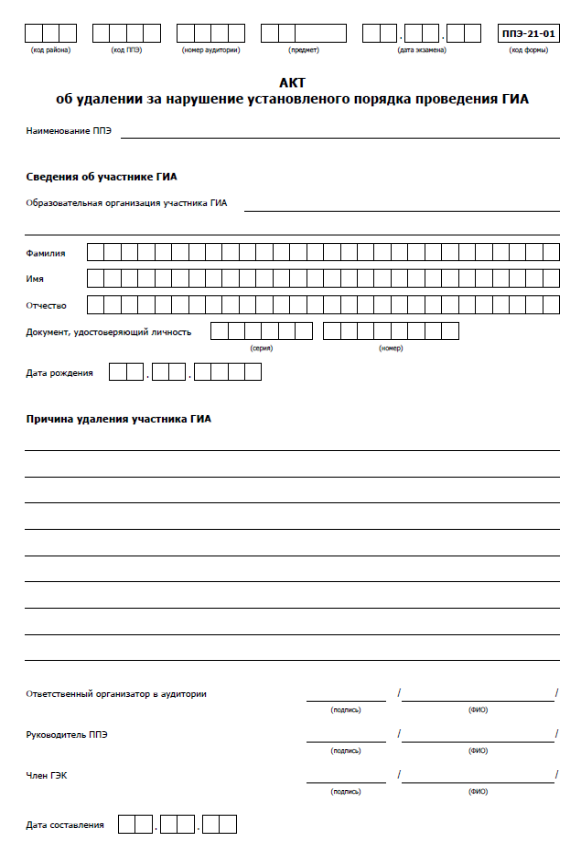 ППЭ-21-01
(код района) (код ППЭ) (номер аудитории) (предмет) (дата экзамена) (код формы)
АКТ
об удалении за нарушение установленого порядка проведения ГИА
Наименование ППЭ
Сведения об участнике ГИА
Образовательная организация участника ГИА
Фамилия
Имя
Отчество
Документ, удостоверяющий личность
(серия) (номер)
Дата рождения . .
Причина удаления участника ГИА
Ответственный организатор в аудитории / /
(подпись) (ФИО)
Руководитель ППЭ / /
(подпись) (ФИО)
Член ГЭК / /
(подпись) (ФИО)
Дата составления . .